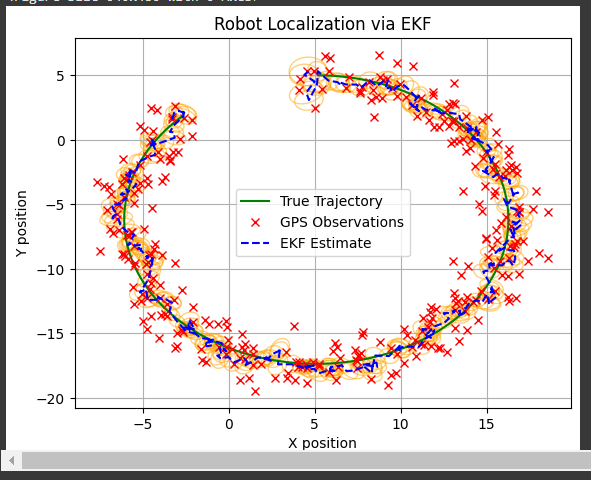 Robot Localization via EKF
5
0
−5
−10
−15
−20
Y position
True Trajectory
GPS Observations
EKF Estimate
−5
0
5
10
15
X position